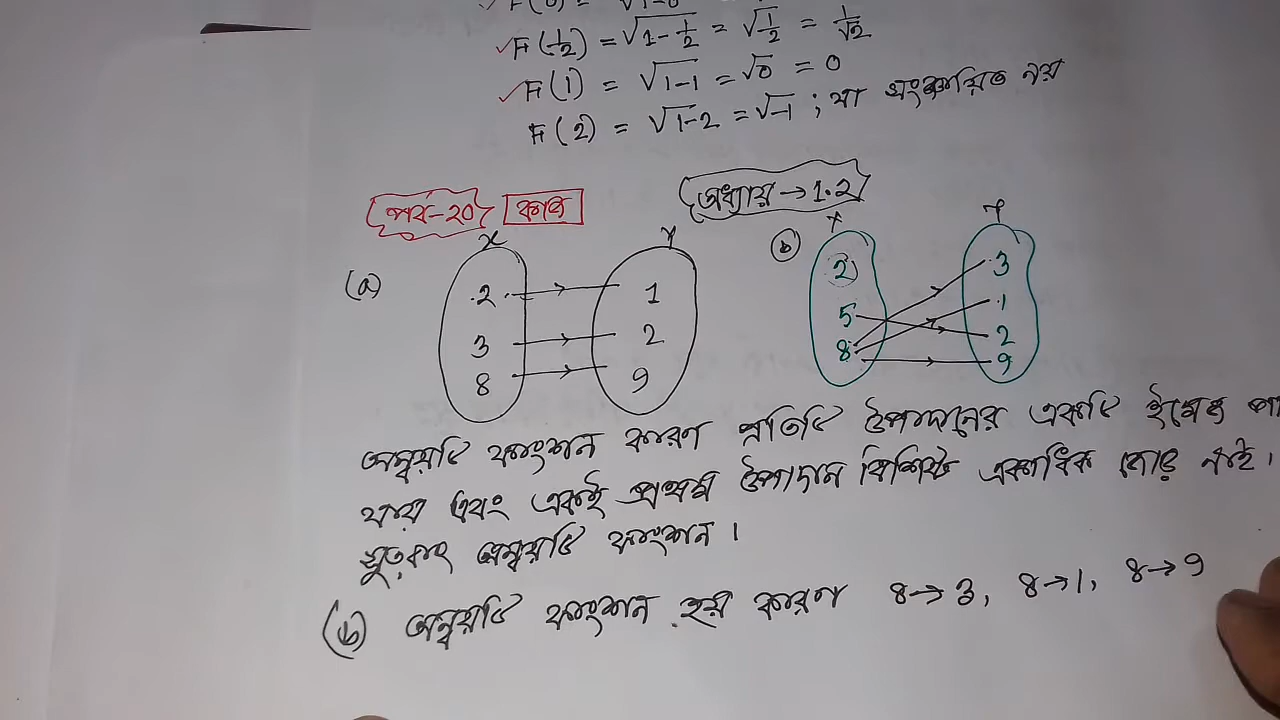 F(½) = √1-½ = √½ = 1/√2
F(1) = √1-1 = √0 = 0
F(2) = √1-2 = √-1 ; যা সংজ্ঞায়িত নয়
পর্ব-20 কাজ
অধ্যায় → 1.2
(a)
X Y
2 1
3 2
8 9
(b)
X Y
2 3
5 1
8 2
9
অন্বয়টি ফাংশন কারণ প্রতিটি উপাদানের একটি ইমেজ
যায় এবং একই প্রথম উপাদান বিশিষ্ট একাধিক জোড় নাই।
সুতরাং অন্বয়টি ফাংশন।
(b) অন্বয়টি ফাংশন কারণ 8→3, 8→1, 8→9